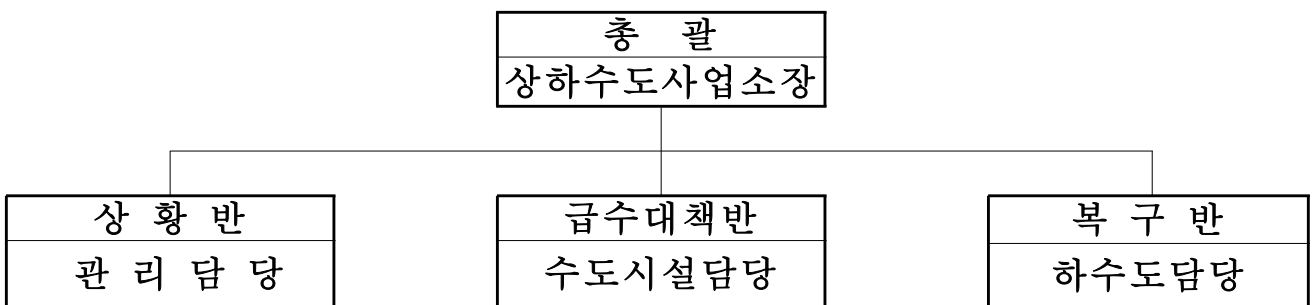 총 괄
상하수도사업소장
상 황 반
관 리 담 당
급수대책반
수도시설담당
복 구 반
하수도담당